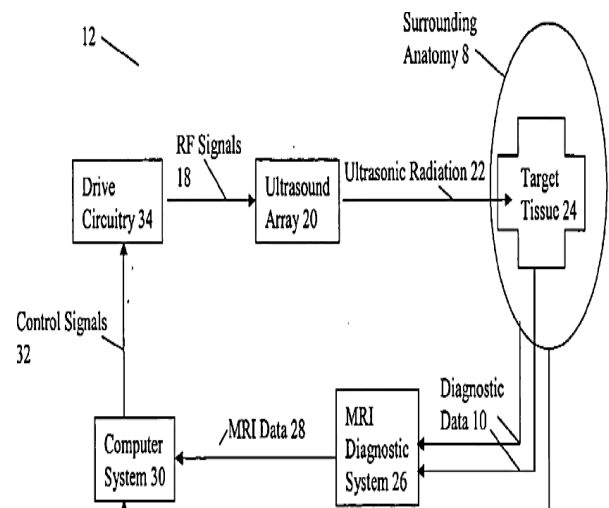 Surrounding
Anatomy 8
12
RF Signals
18
Drive
Circuitry 34
Ultrasound
Array 20
Ultrasonic Radiation 22
Target
Tissue 24
Control Signals
32
Computer
System 30
MRI Data 28
MRI
Diagnostic
System 26
Diagnostic
Data 10